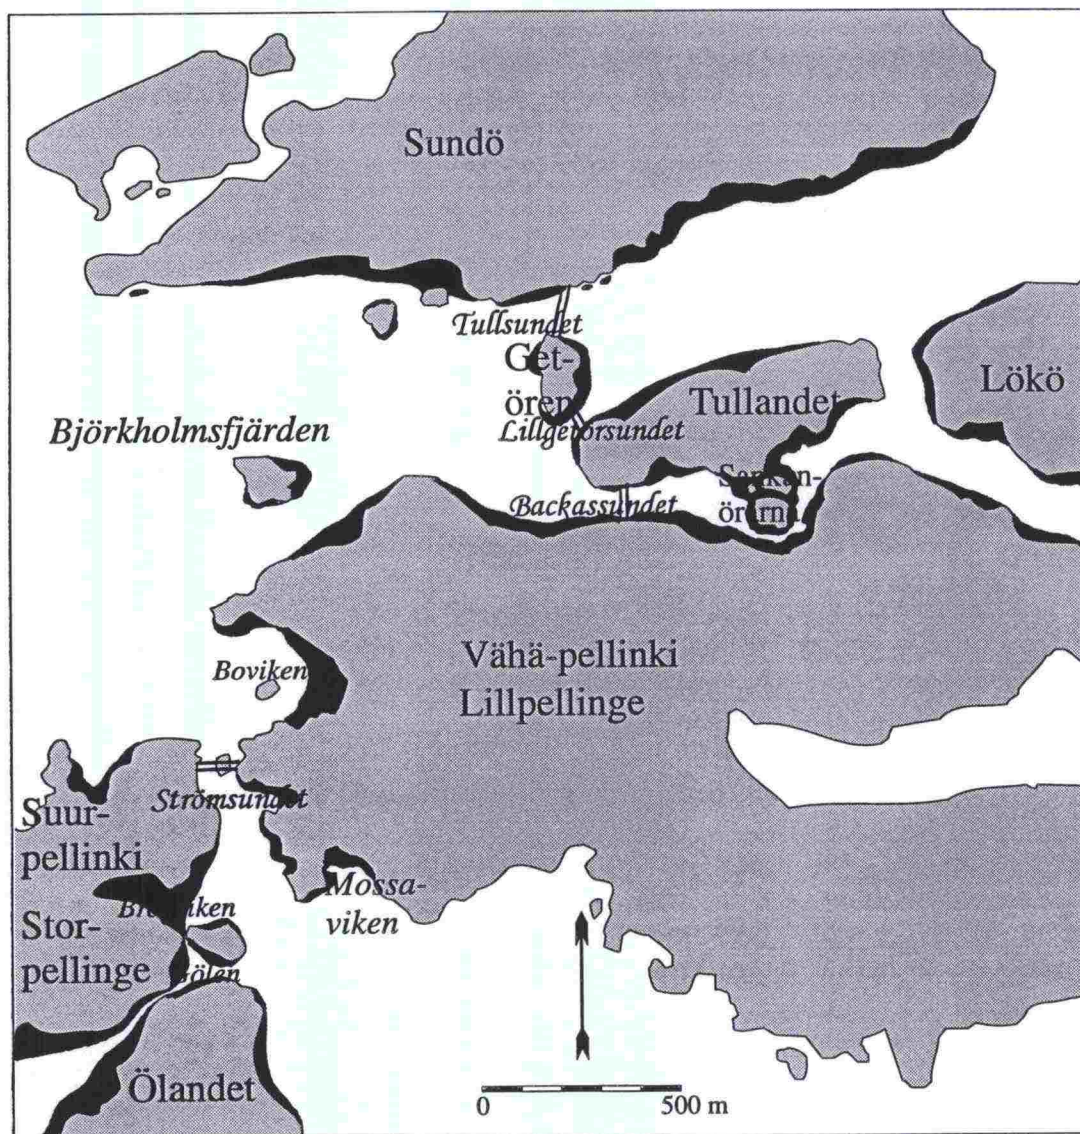 Sundö
Tullsundet
Get-
ören
Lökö
Tullandet
Björkholmsfjärden
Lillgetörsundet
Backassundet
örarna
Vähä-pellinki
Lillpellinge
Boviken
Strömsundet
Suur-
pellinki
Mossa-
viken
Stor-
pellinge
Ölandet
0 500 m